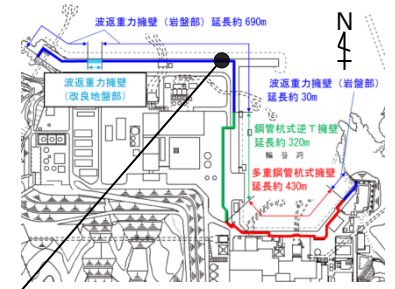 波返重力擁壁（岩盤部）延長約690m
N
波返重力擁壁
（改良地盤部）
波返重力擁壁（岩盤部）
延長約30m
鋼管杭式逆T擁壁
延長約320m
輪谷湾
多重鋼管杭式擁壁
延長約430m